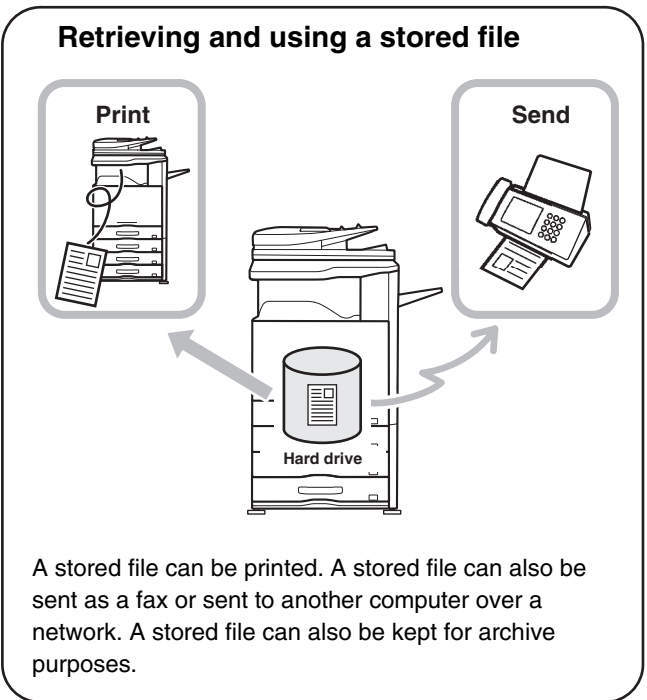 Retrieving and using a stored file
Print
Send
Hard drive
A stored file can be printed. A stored file can also be
sent as a fax or sent to another computer over a
network. A stored file can also be kept for archive
purposes.